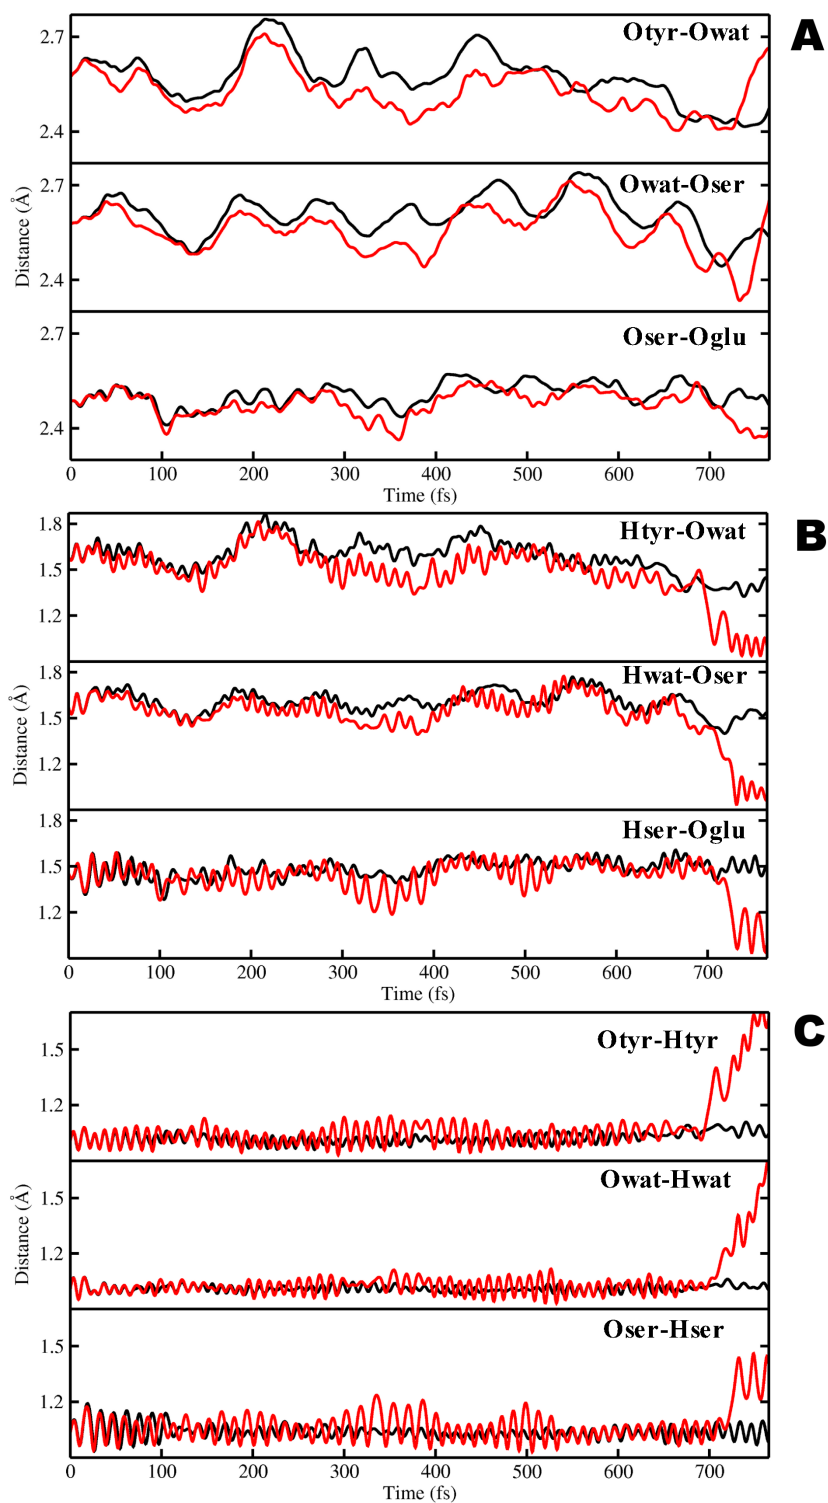 A
Otyr-Owat
2.7
2.4
Owat-Oser
2.7
2.4
Oser-Oglu
2.7
2.4
Distance (Å)
0 100 200 300 400 500 600 700
Time (fs)
B
Htyr-Owat
1.8
1.5
1.2
Hwat-Oser
1.8
1.5
1.2
Hser-Oglu
1.8
1.5
1.2
Distance (Å)
0 100 200 300 400 500 600 700
Time (fs)
C
Otyr-Htyr
1.5
1.2
Owat-Hwat
1.5
1.2
Oser-Hser
1.5
1.2
Distance (Å)
0 100 200 300 400 500 600 700
Time (fs)